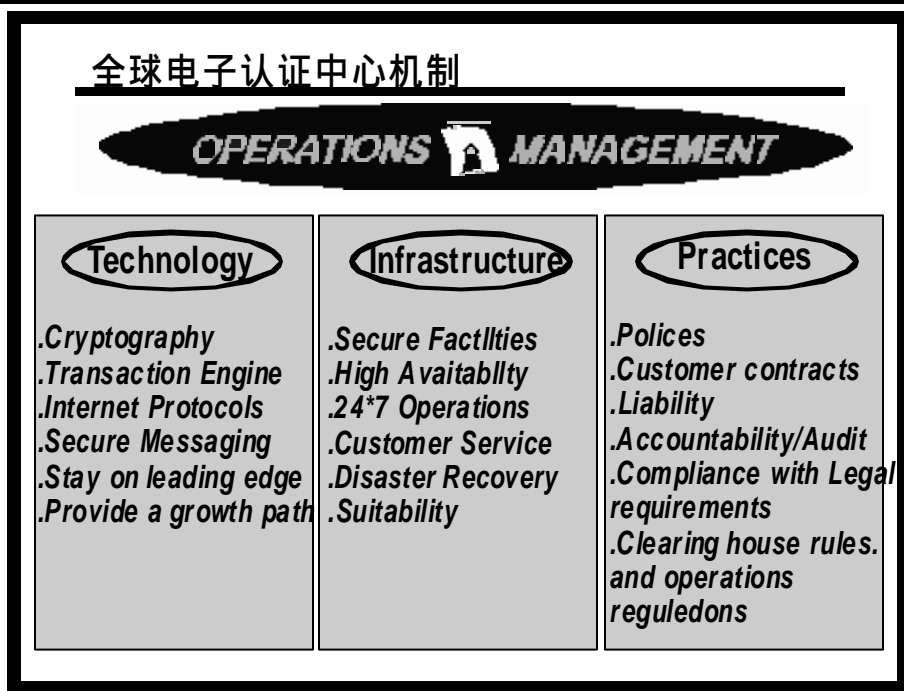 全球电子认证中心机制
OPERATIONS MANAGEMENT
Technology
.Cryptography
.Transaction Engine
.Internet Protocols
.Secure Messaging
.Stay on leading edge
.Provide a growth path
Infrastructure
.Secure Factllties
.High Avaitabllty
.24*7 Operations
.Customer Service
.Disaster Recovery
.Suitability
Practices
.Polices
.Customer contracts
.Liability
.Accountability/Audit
.Compliance with Legal
requirements
.Clearing house rules.
and operations
reguledons